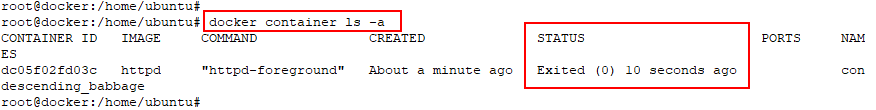 root@docker:/home/ubuntu#
root@docker:/home/ubuntu# docker container ls -a
CONTAINER ID   IMAGE     COMMAND              CREATED              STATUS                      PORTS     NAM
ES
dc05f02fd03c   httpd     "httpd-foreground"   About a minute ago   Exited (0) 10 seconds ago             con
descending_babbage
root@docker:/home/ubuntu#